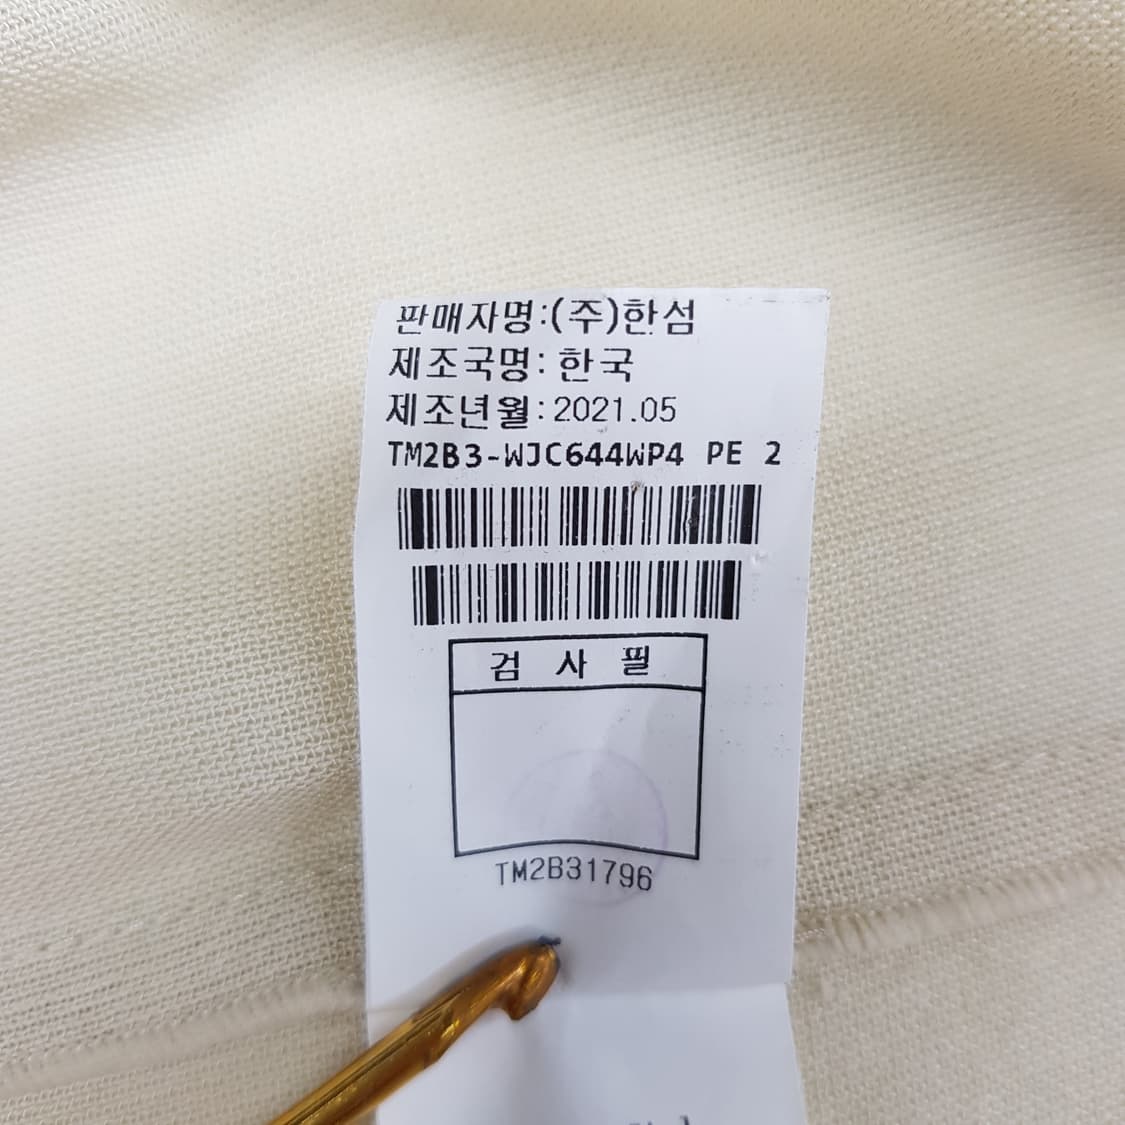 판매자명:(주)한섬
제조국명: 한국
제조년월:2021.05
TM2B3-WJC644WP4 PE 2
검 사 필
TM2B31796